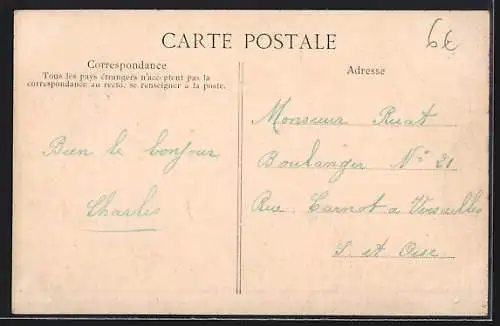 CARTE POSTALE
6€
Correspondance
Tous les pays étrangers n'acceptent pas la
correspondance au recto, se renseigner à la poste.
Bien le bonjour
Charles
Adresse
Monsieur Ruat
Boulanger N° 21
Rue Carnot a Versailles
S. et Oise